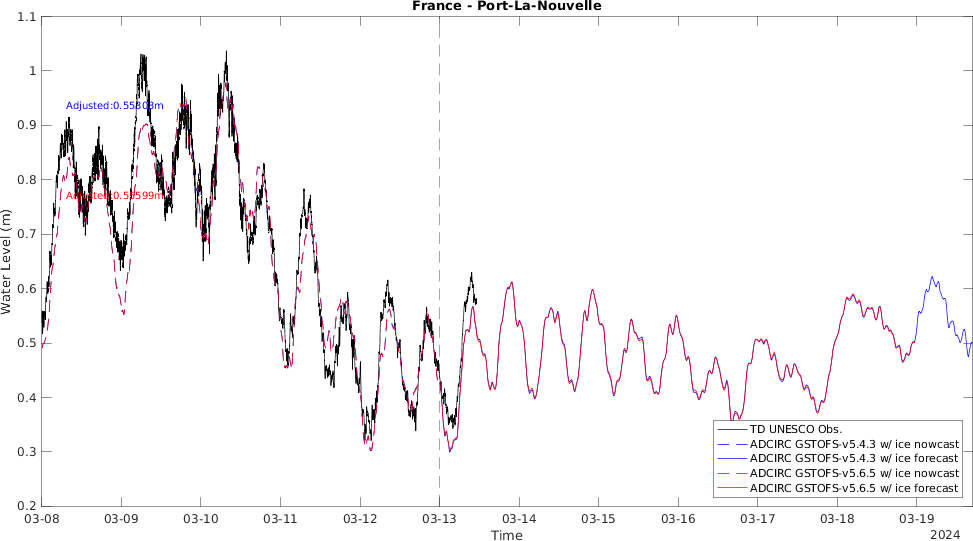 France - Port-La-Nouvelle
1.1
1
0.9
0.8
0.7
0.6
0.5
0.4
0.3
0.2
Water Level (m)
Adjusted:0.55803m
Adjusted:0.55599m
TD UNESCO Obs.
ADCIRC GSTOFS-v5.4.3 w/ ice nowcast
ADCIRC GSTOFS-v5.4.3 w/ ice forecast
ADCIRC GSTOFS-v5.6.5 w/ ice nowcast
ADCIRC GSTOFS-v5.6.5 w/ ice forecast
03-08 03-09 03-10 03-11 03-12 03-13 03-14 03-15 03-16 03-17 03-18 03-19
Time
2024